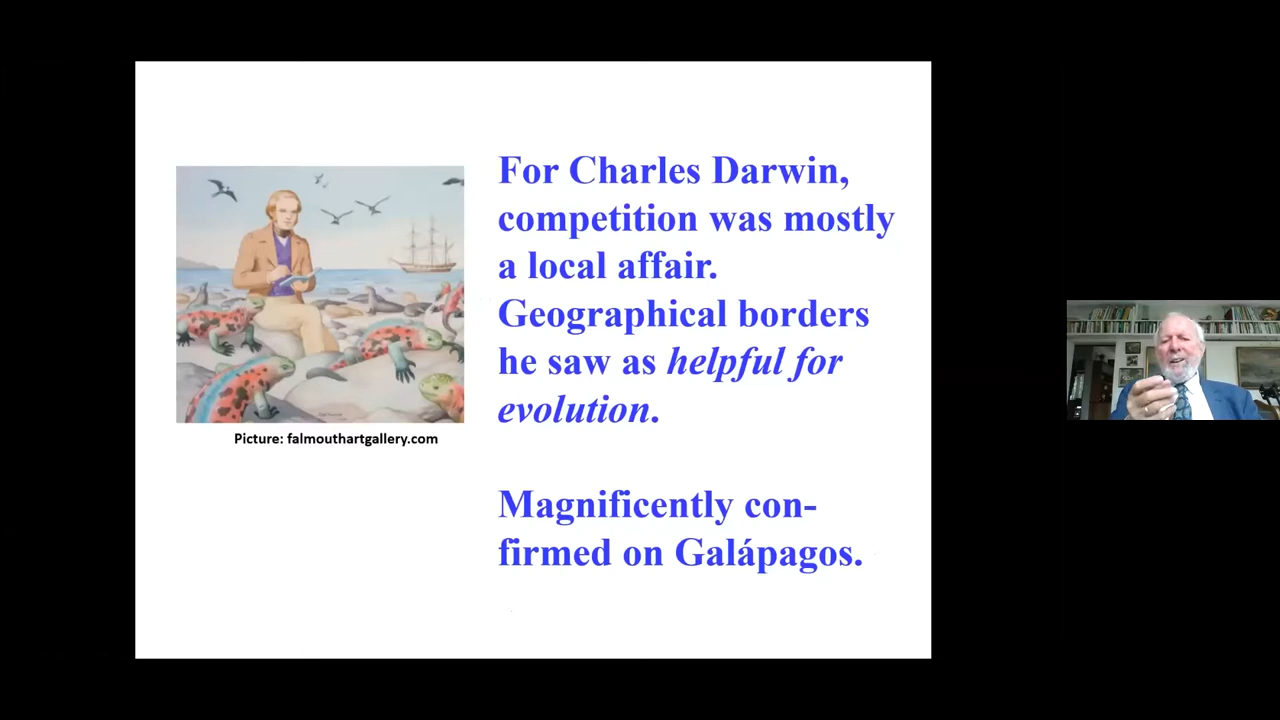 For Charles Darwin,
competition was mostly
a local affair.
Geographical borders
he saw as helpful for
evolution.
Magnificently con-
firmed on Galápagos.
Picture: falmouthartgallery.com